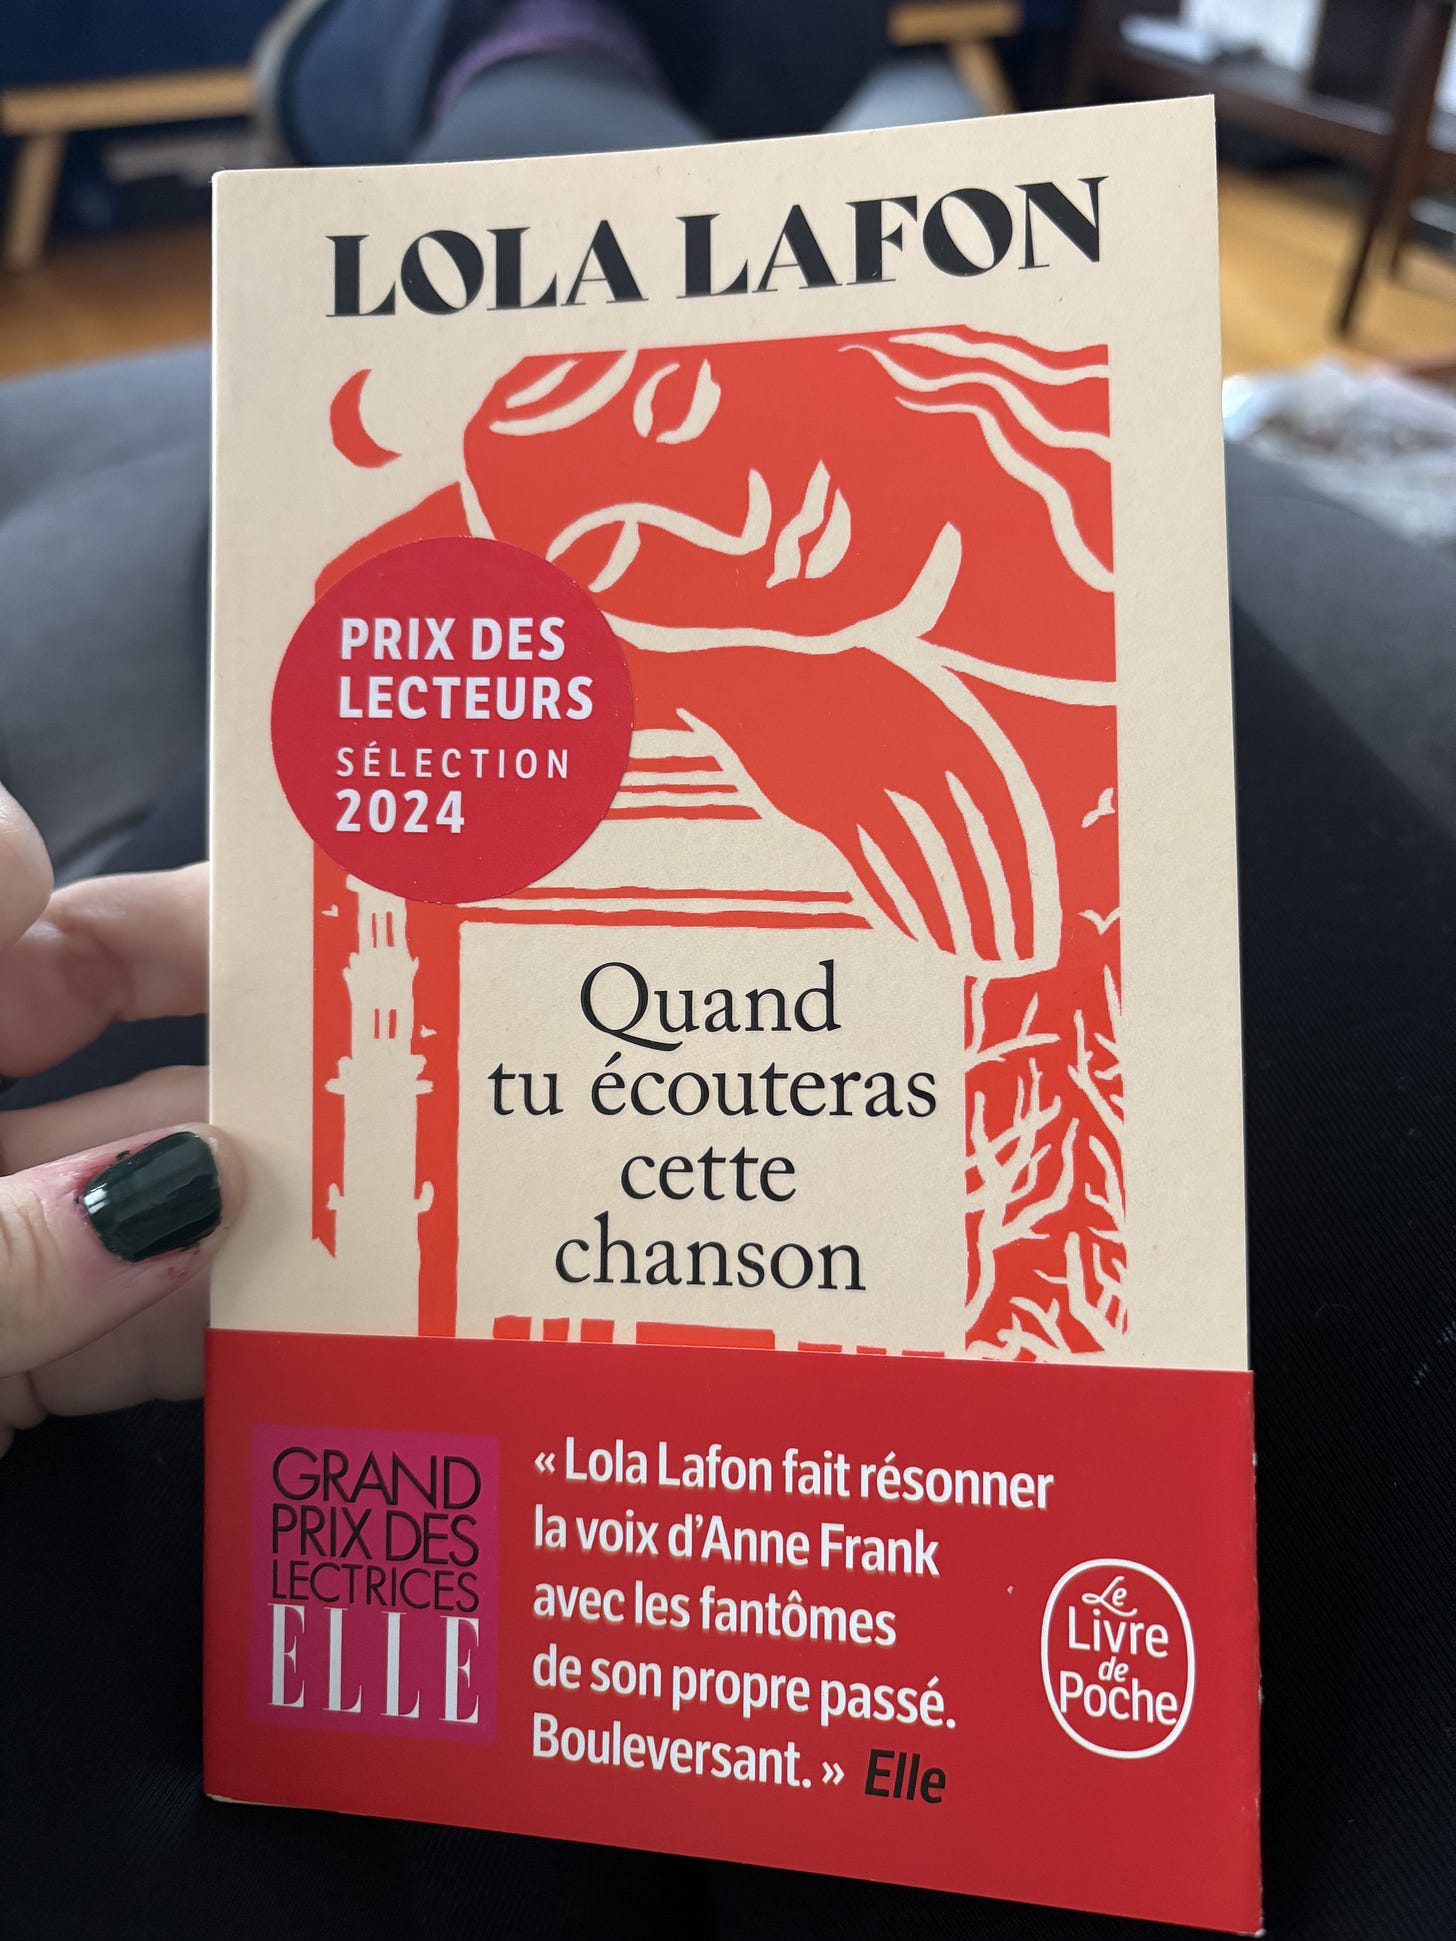 LOLA LAFON
PRIX DES
LECTEURS
SÉLECTION
2024
Quand
tu écouteras
cette
chanson
GRAND
PRIX DES
LECTRICES
ELLE
« Lola Lafon fait résonner
la voix d’Anne Frank
avec les fantômes
de son propre passé.
Bouleversant. » Elle
Le
Livre
de
Poche